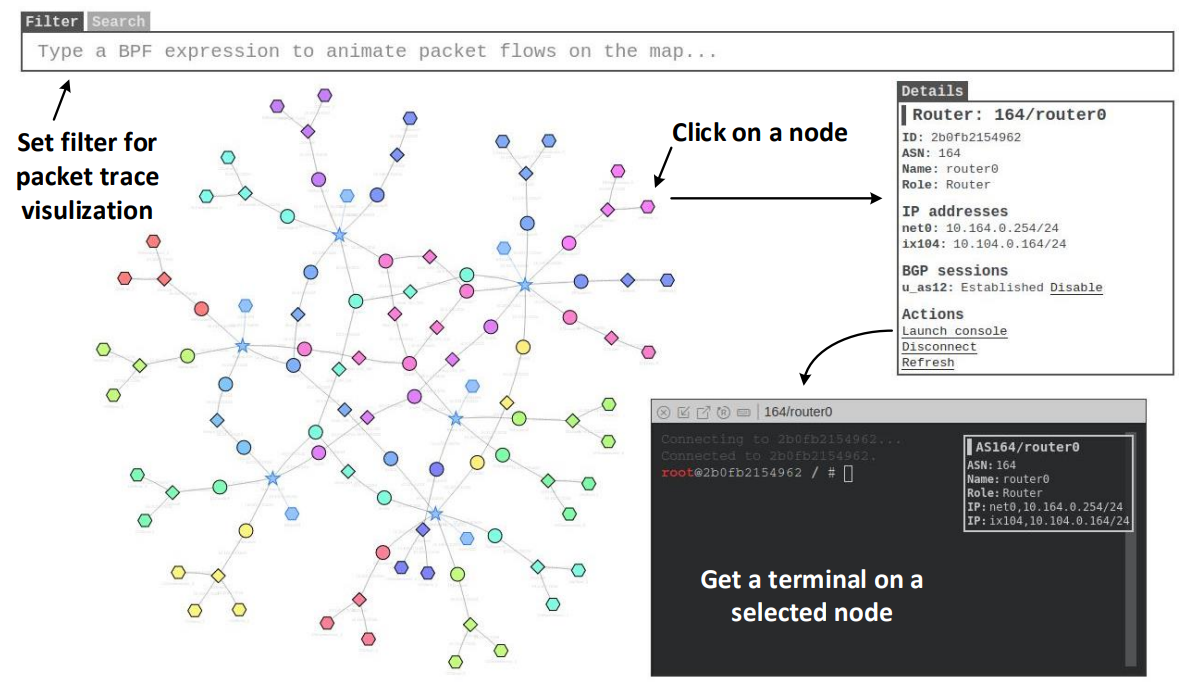 Filter Search
Type a BPF expression to animate packet flows on the map...
Set filter for
packet trace
visulization
Click on a node
Details
Router: 164/router0
ID: 2b0fb2154962
ASN: 164
Name: router0
Role: Router
IP addresses
net0: 10.164.0.254/24
ix104: 10.104.0.164/24
BGP sessions
u_as12: Established Disable
Actions
Launch console
Disconnect
Refresh
164/router0
Connecting to 2b0fb2154962...
Connected to 2b0fb2154962.
root@2b0fb2154962 / #
AS164/router0
ASN: 164
Name: router0
Role: Router
IP: net0,10.164.0.254/24
IP: ix104,10.104.0.164/24
Get a terminal on a
selected node